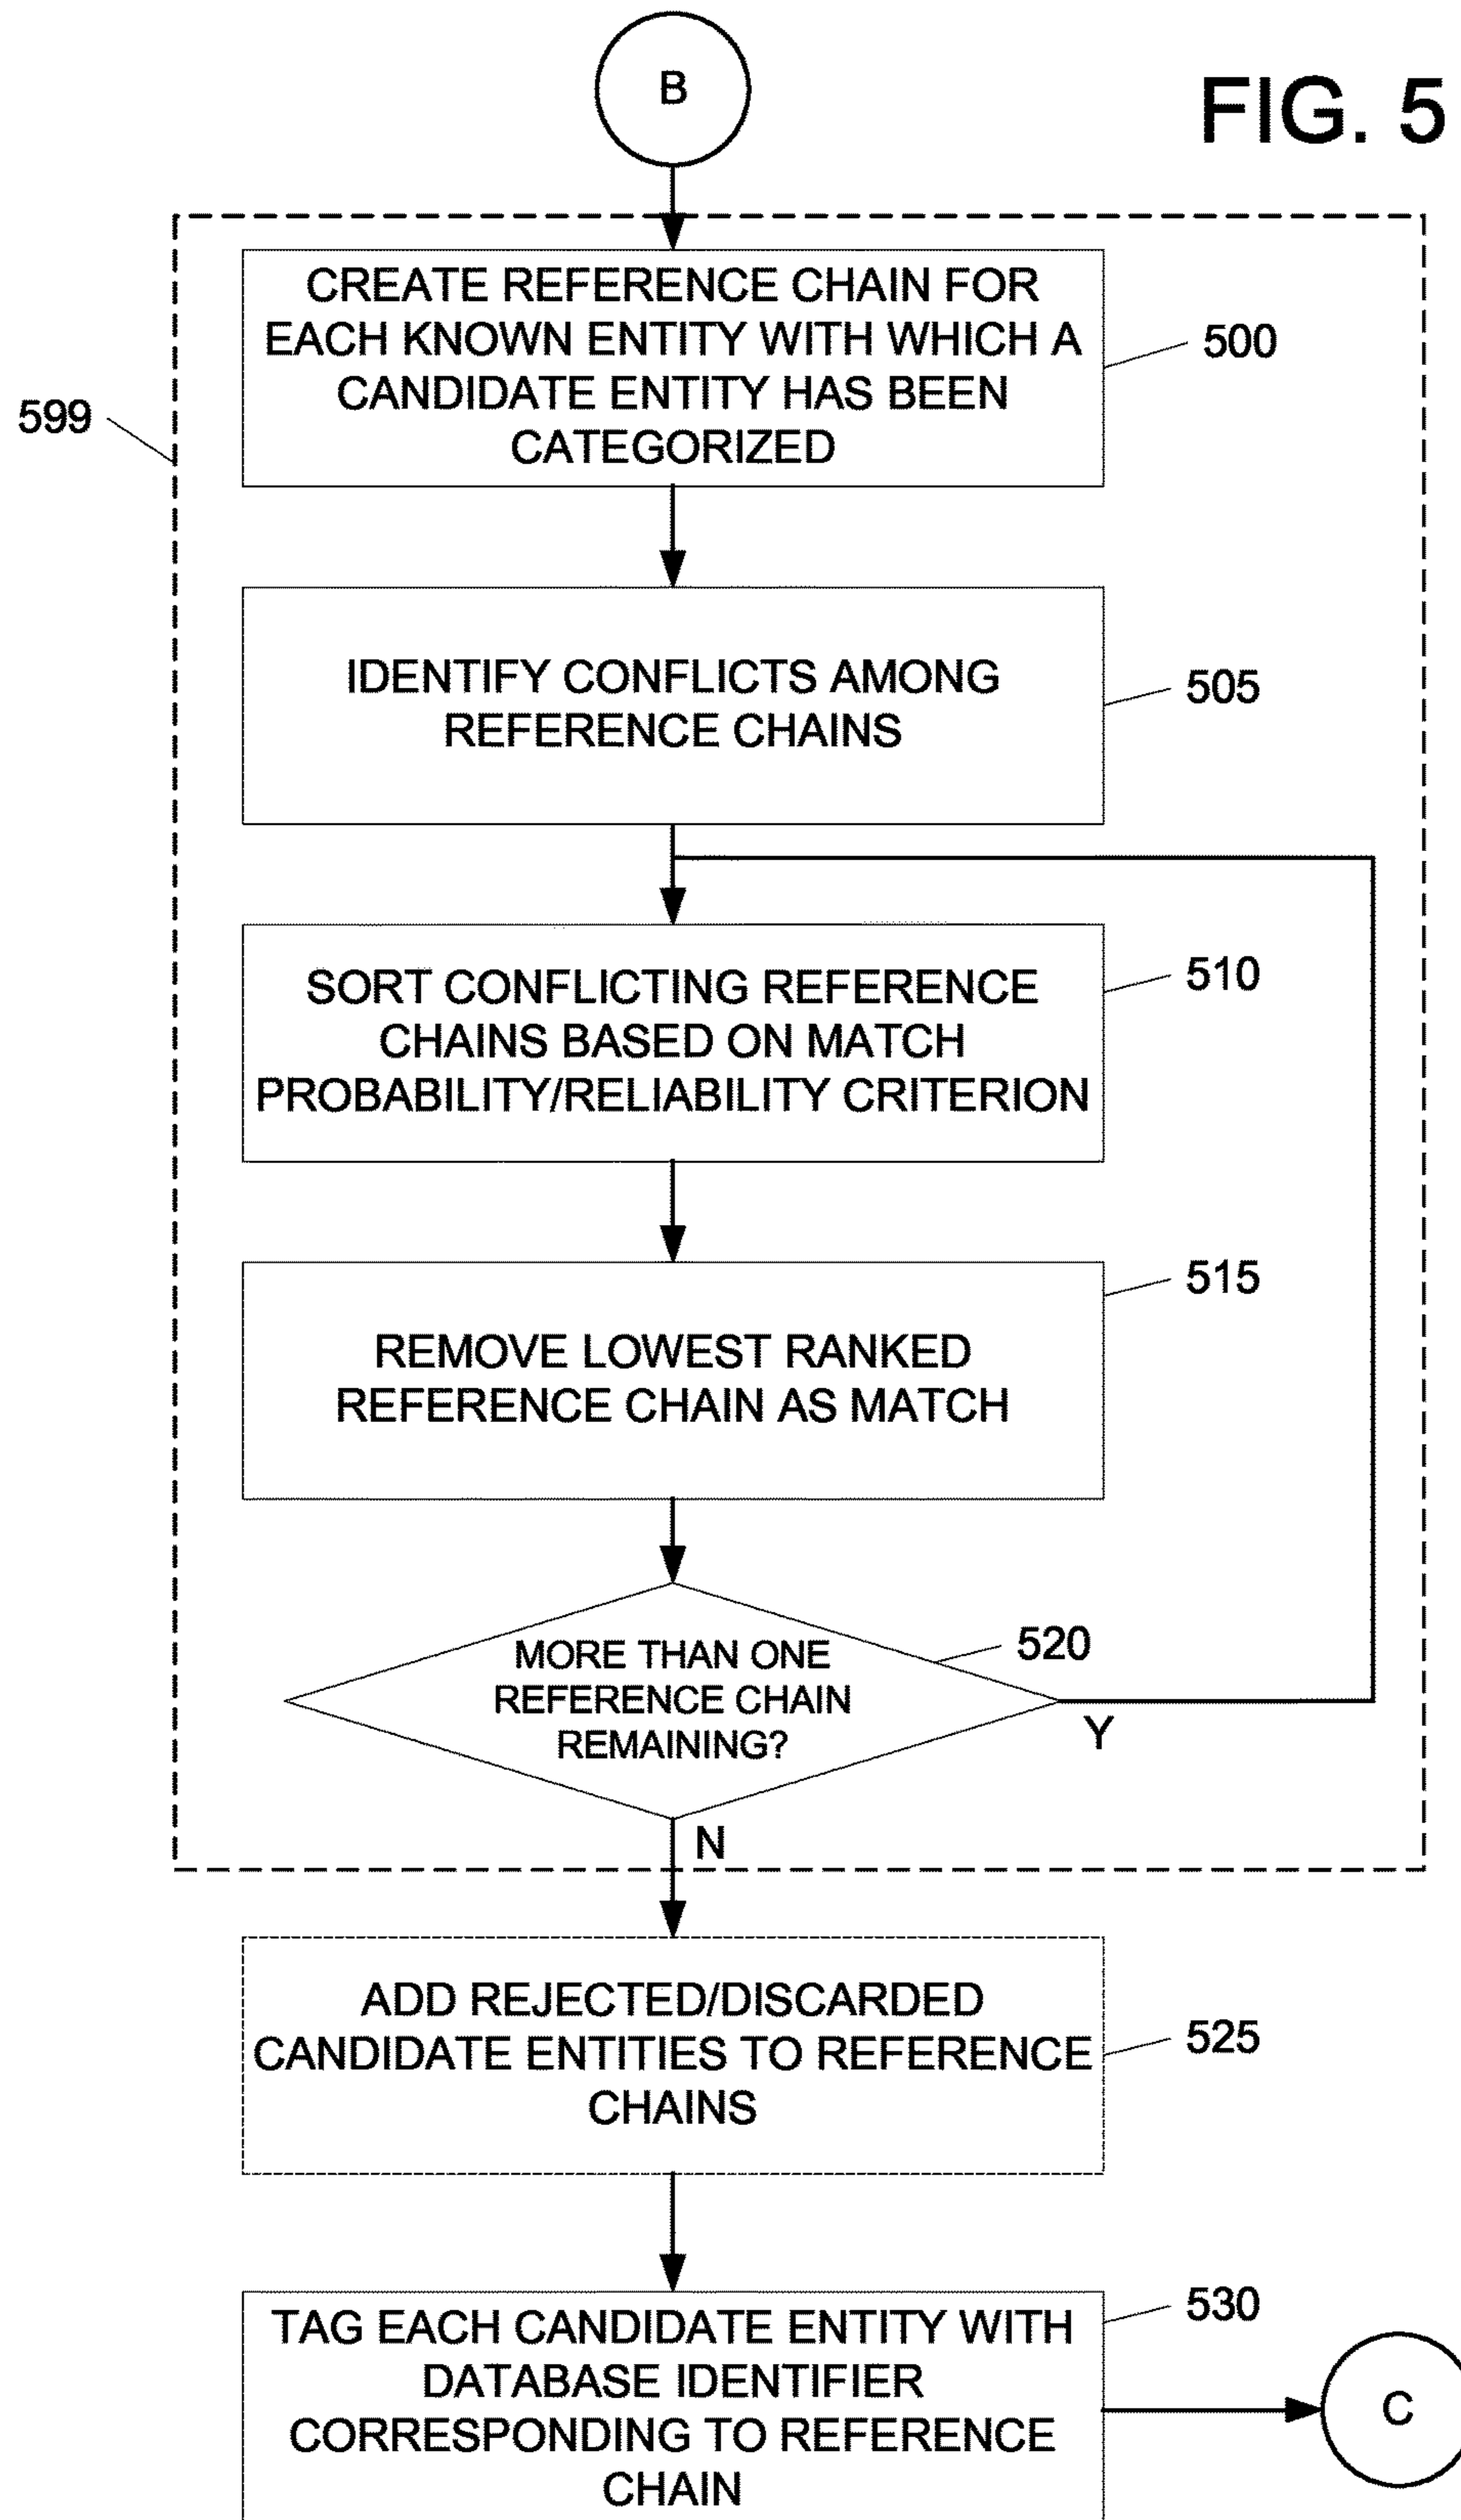 B
FIG. 5
CREATE REFERENCE CHAIN FOR
EACH KNOWN ENTITY WITH WHICH A
CANDIDATE ENTITY HAS BEEN
CATEGORIZED
500
599
IDENTIFY CONFLICTS AMONG
REFERENCE CHAINS
505
SORT CONFLICTING REFERENCE
CHAINS BASED ON MATCH
PROBABILITY/RELIABILITY CRITERION
510
REMOVE LOWEST RANKED
REFERENCE CHAIN AS MATCH
515
MORE THAN ONE
REFERENCE CHAIN
REMAINING?
520
Y
N
ADD REJECTED/DISCARDED
CANDIDATE ENTITIES TO REFERENCE
CHAINS
525
TAG EACH CANDIDATE ENTITY WITH
DATABASE IDENTIFIER
CORRESPONDING TO REFERENCE
CHAIN
530
C